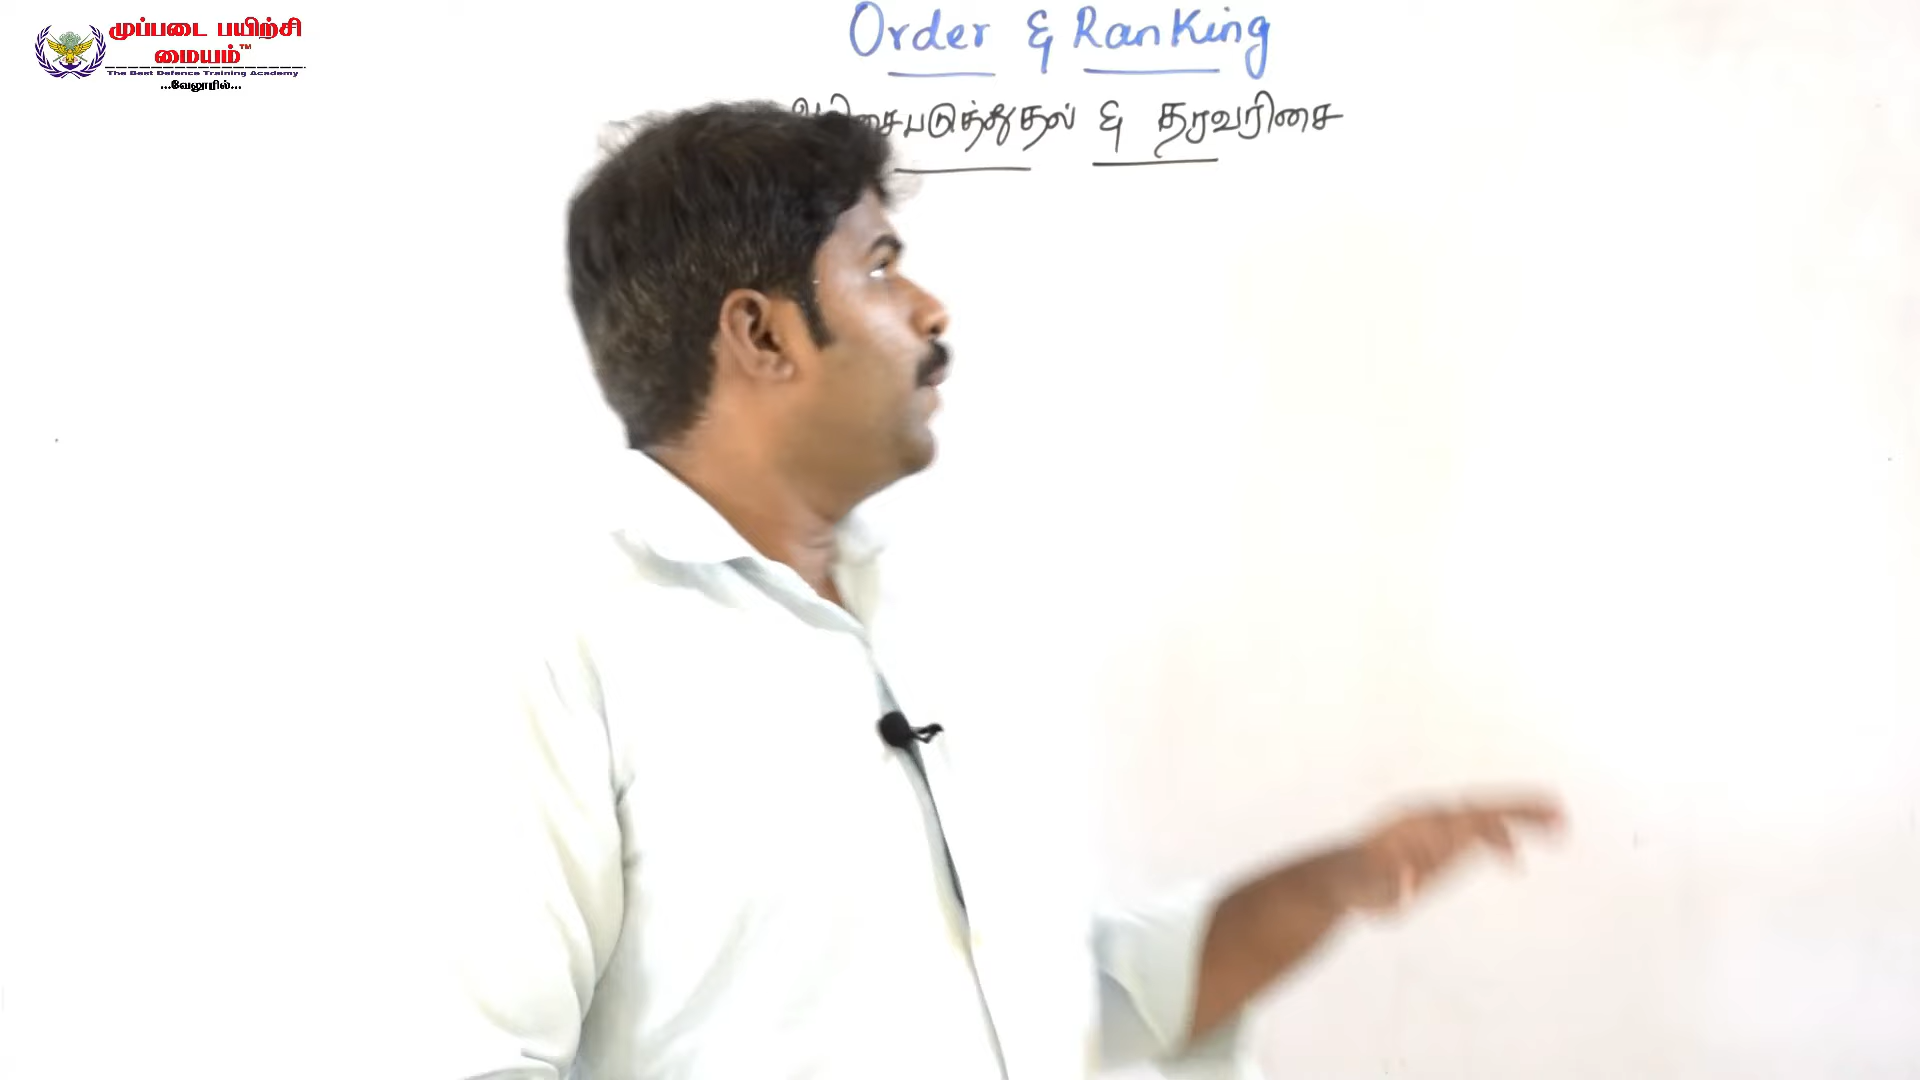 முப்படை பயிற்சி
மையம்™
The Best Defence Training Academy
...வேலூரில்...
Order & Ranking
& தரவரிசை